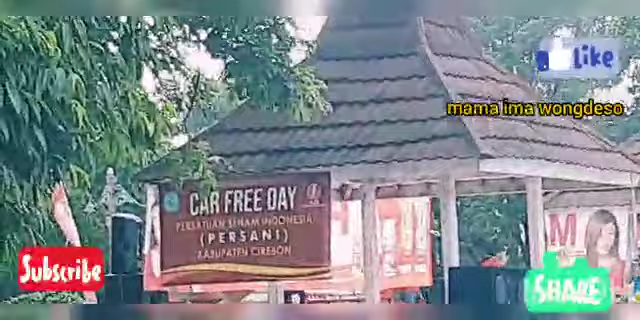 Like
mama ima wongdeso
CAR FREE DAY
PERSATUAN SENAM INDONESIA
(PERSANI)
KABUPATEN CIREBON
M
Subscribe
SHARE